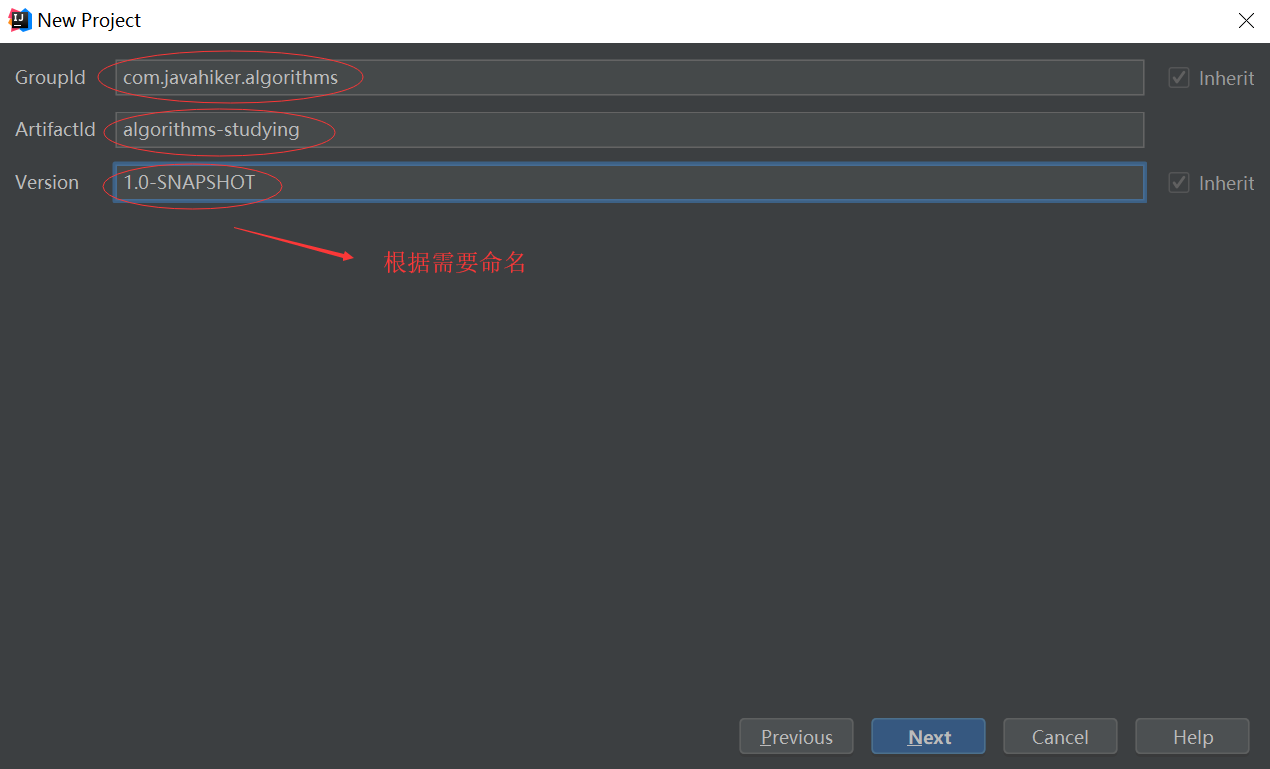 New Project
GroupId com.javahiker.algorithms Inherit
ArtifactId algorithms-studying
Version 1.0-SNAPSHOT Inherit
根据需要命名
Previous Next Cancel Help